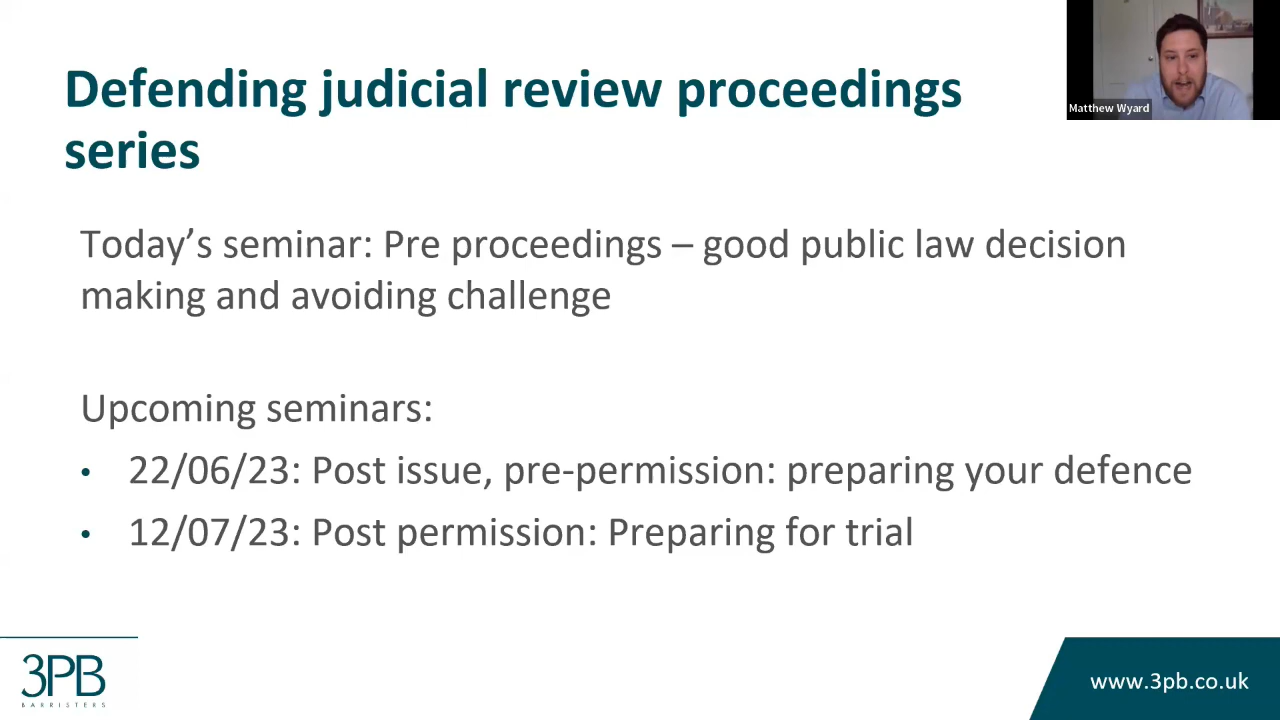 Defending judicial review proceedings
series
Matthew Wyard
Today’s seminar: Pre proceedings – good public law decision
making and avoiding challenge
Upcoming seminars:
• 22/06/23: Post issue, pre-permission: preparing your defence
• 12/07/23: Post permission: Preparing for trial
3PB
BARRISTERS
www.3pb.co.uk